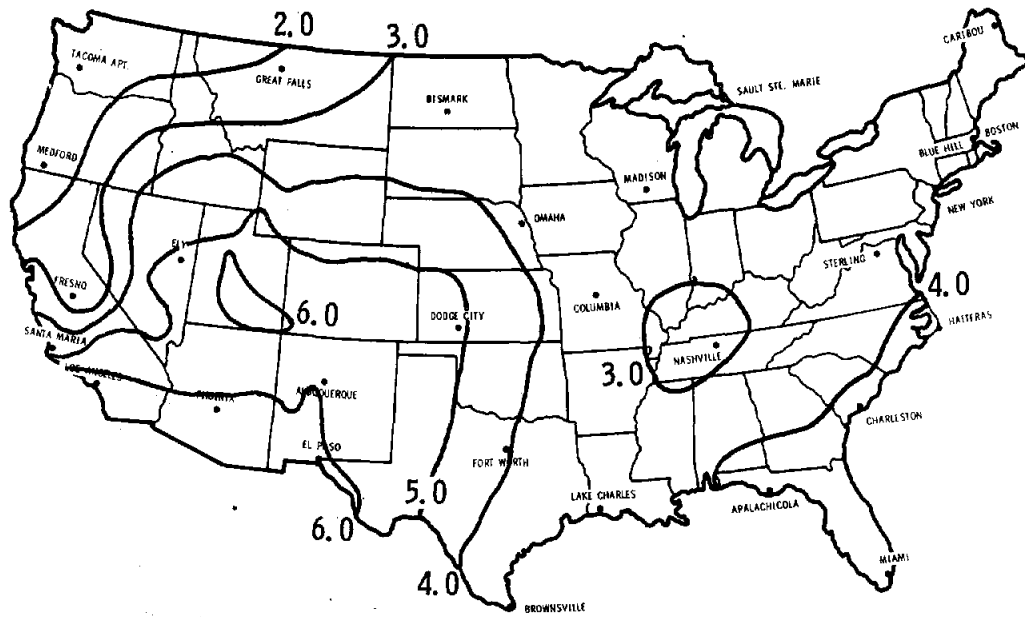 2.0
3.0
CARIBOU
TACOMA APT.
GREAT FALLS
BISMARK
SAULT STE. MARIE
BOSTON
BLUE HILL
MEDFORD
MADISON
NEW YORK
OMAHA
ELY
STERLING
FRESNO
4.0
6.0
COLUMBIA
DODGE CITY
HATTERAS
SANTA MARIA
NASHVILLE
LOS ANGELES
3.0
PHOENIX
ALBUQUERQUE
CHARLESTON
EL PASO
FORT WORTH
5.0
LAKE CHARLES
APALACHICOLA
6.0
MIAMI
4.0
BROWNSVILLE